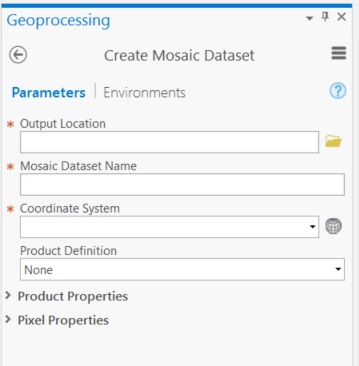 Geoprocessing
Create Mosaic Dataset
Parameters | Environments
* Output Location
* Mosaic Dataset Name
* Coordinate System
Product Definition
None
> Product Properties
> Pixel Properties